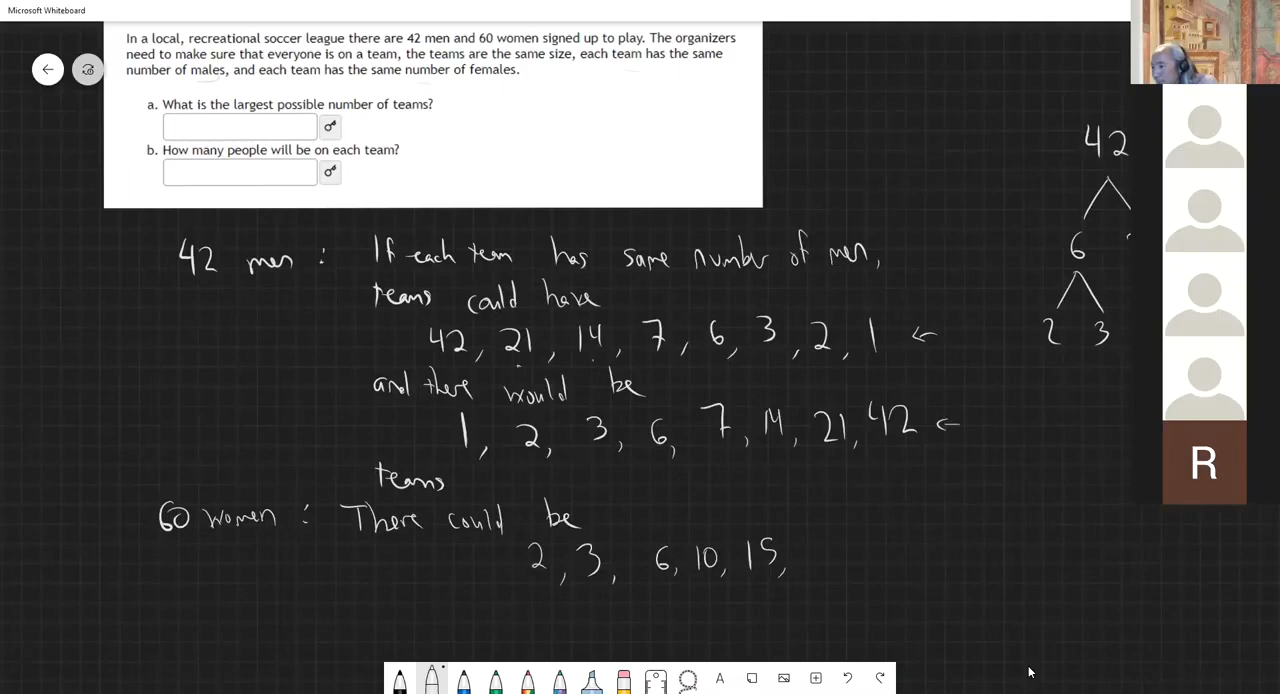 Microsoft Whiteboard
In a local, recreational soccer league there are 42 men and 60 women signed up to play. The organizers
need to make sure that everyone is on a team, the teams are the same size, each team has the same
number of males, and each team has the same number of females.
a. What is the largest possible number of teams?
b. How many people will be on each team?
42 men : If each team has same number of men,
teams could have
42, 21, 14, 7, 6, 3, 2, 1 ←
and there would be
1, 2, 3, 6, 7, 14, 21, 42 ←
teams
60 women : There could be
2, 3, 6, 10, 15,
42
6
2 3
R
A